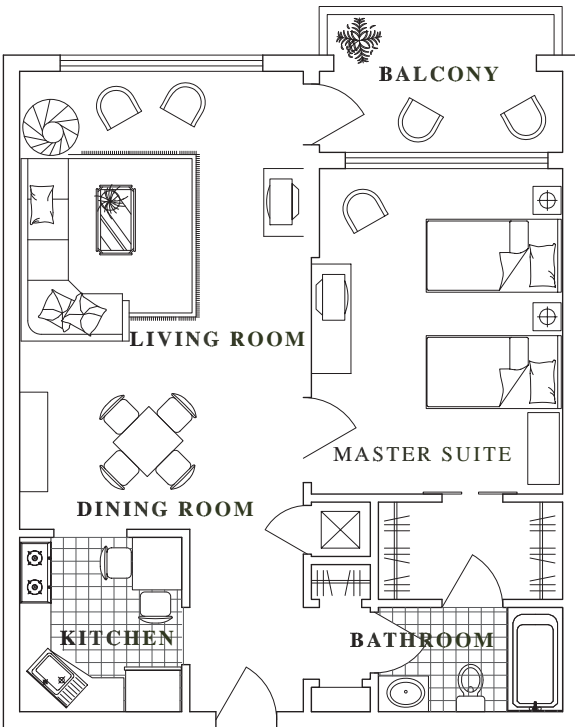 BALCONY
LIVING ROOM
MASTER SUITE
DINING ROOM
KITCHEN
BATHROOM